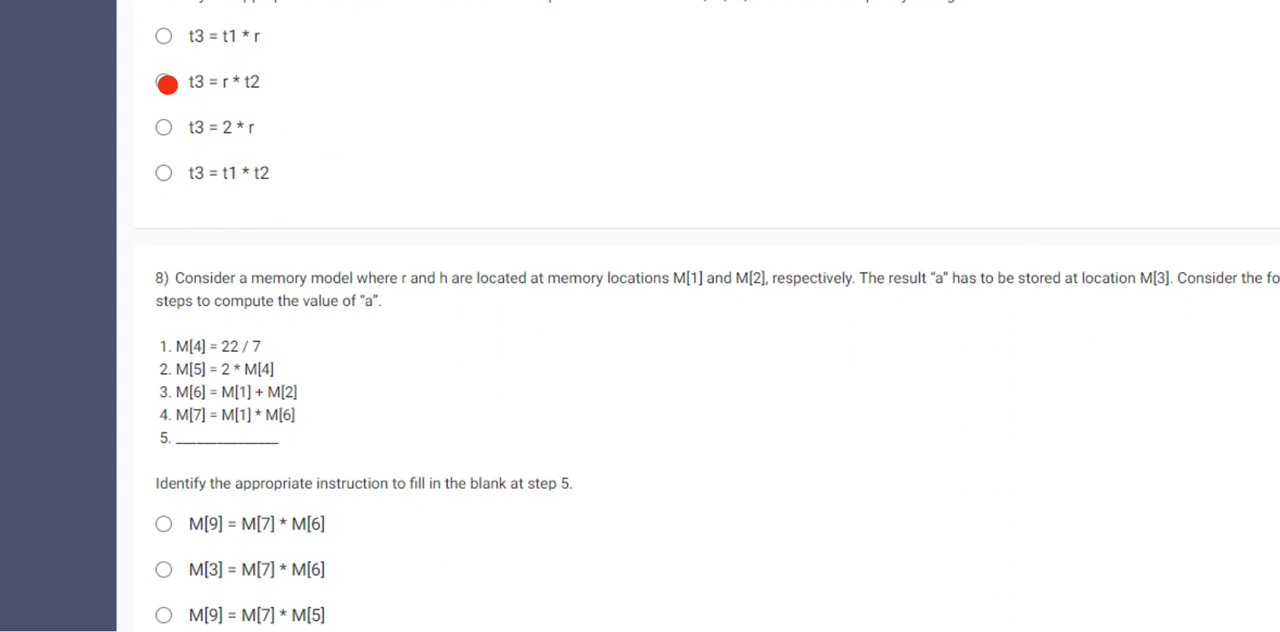 t3 = t1 * r
t3 = r * t2
t3 = 2 * r
t3 = t1 * t2
8) Consider a memory model where r and h are located at memory locations M[1] and M[2], respectively. The result “a” has to be stored at location M[3]. Consider the fo
steps to compute the value of “a”.
1. M[4] = 22 / 7
2. M[5] = 2 * M[4]
3. M[6] = M[1] + M[2]
4. M[7] = M[1] * M[6]
5. ______________
Identify the appropriate instruction to fill in the blank at step 5.
M[9] = M[7] * M[6]
M[3] = M[7] * M[6]
M[9] = M[7] * M[5]